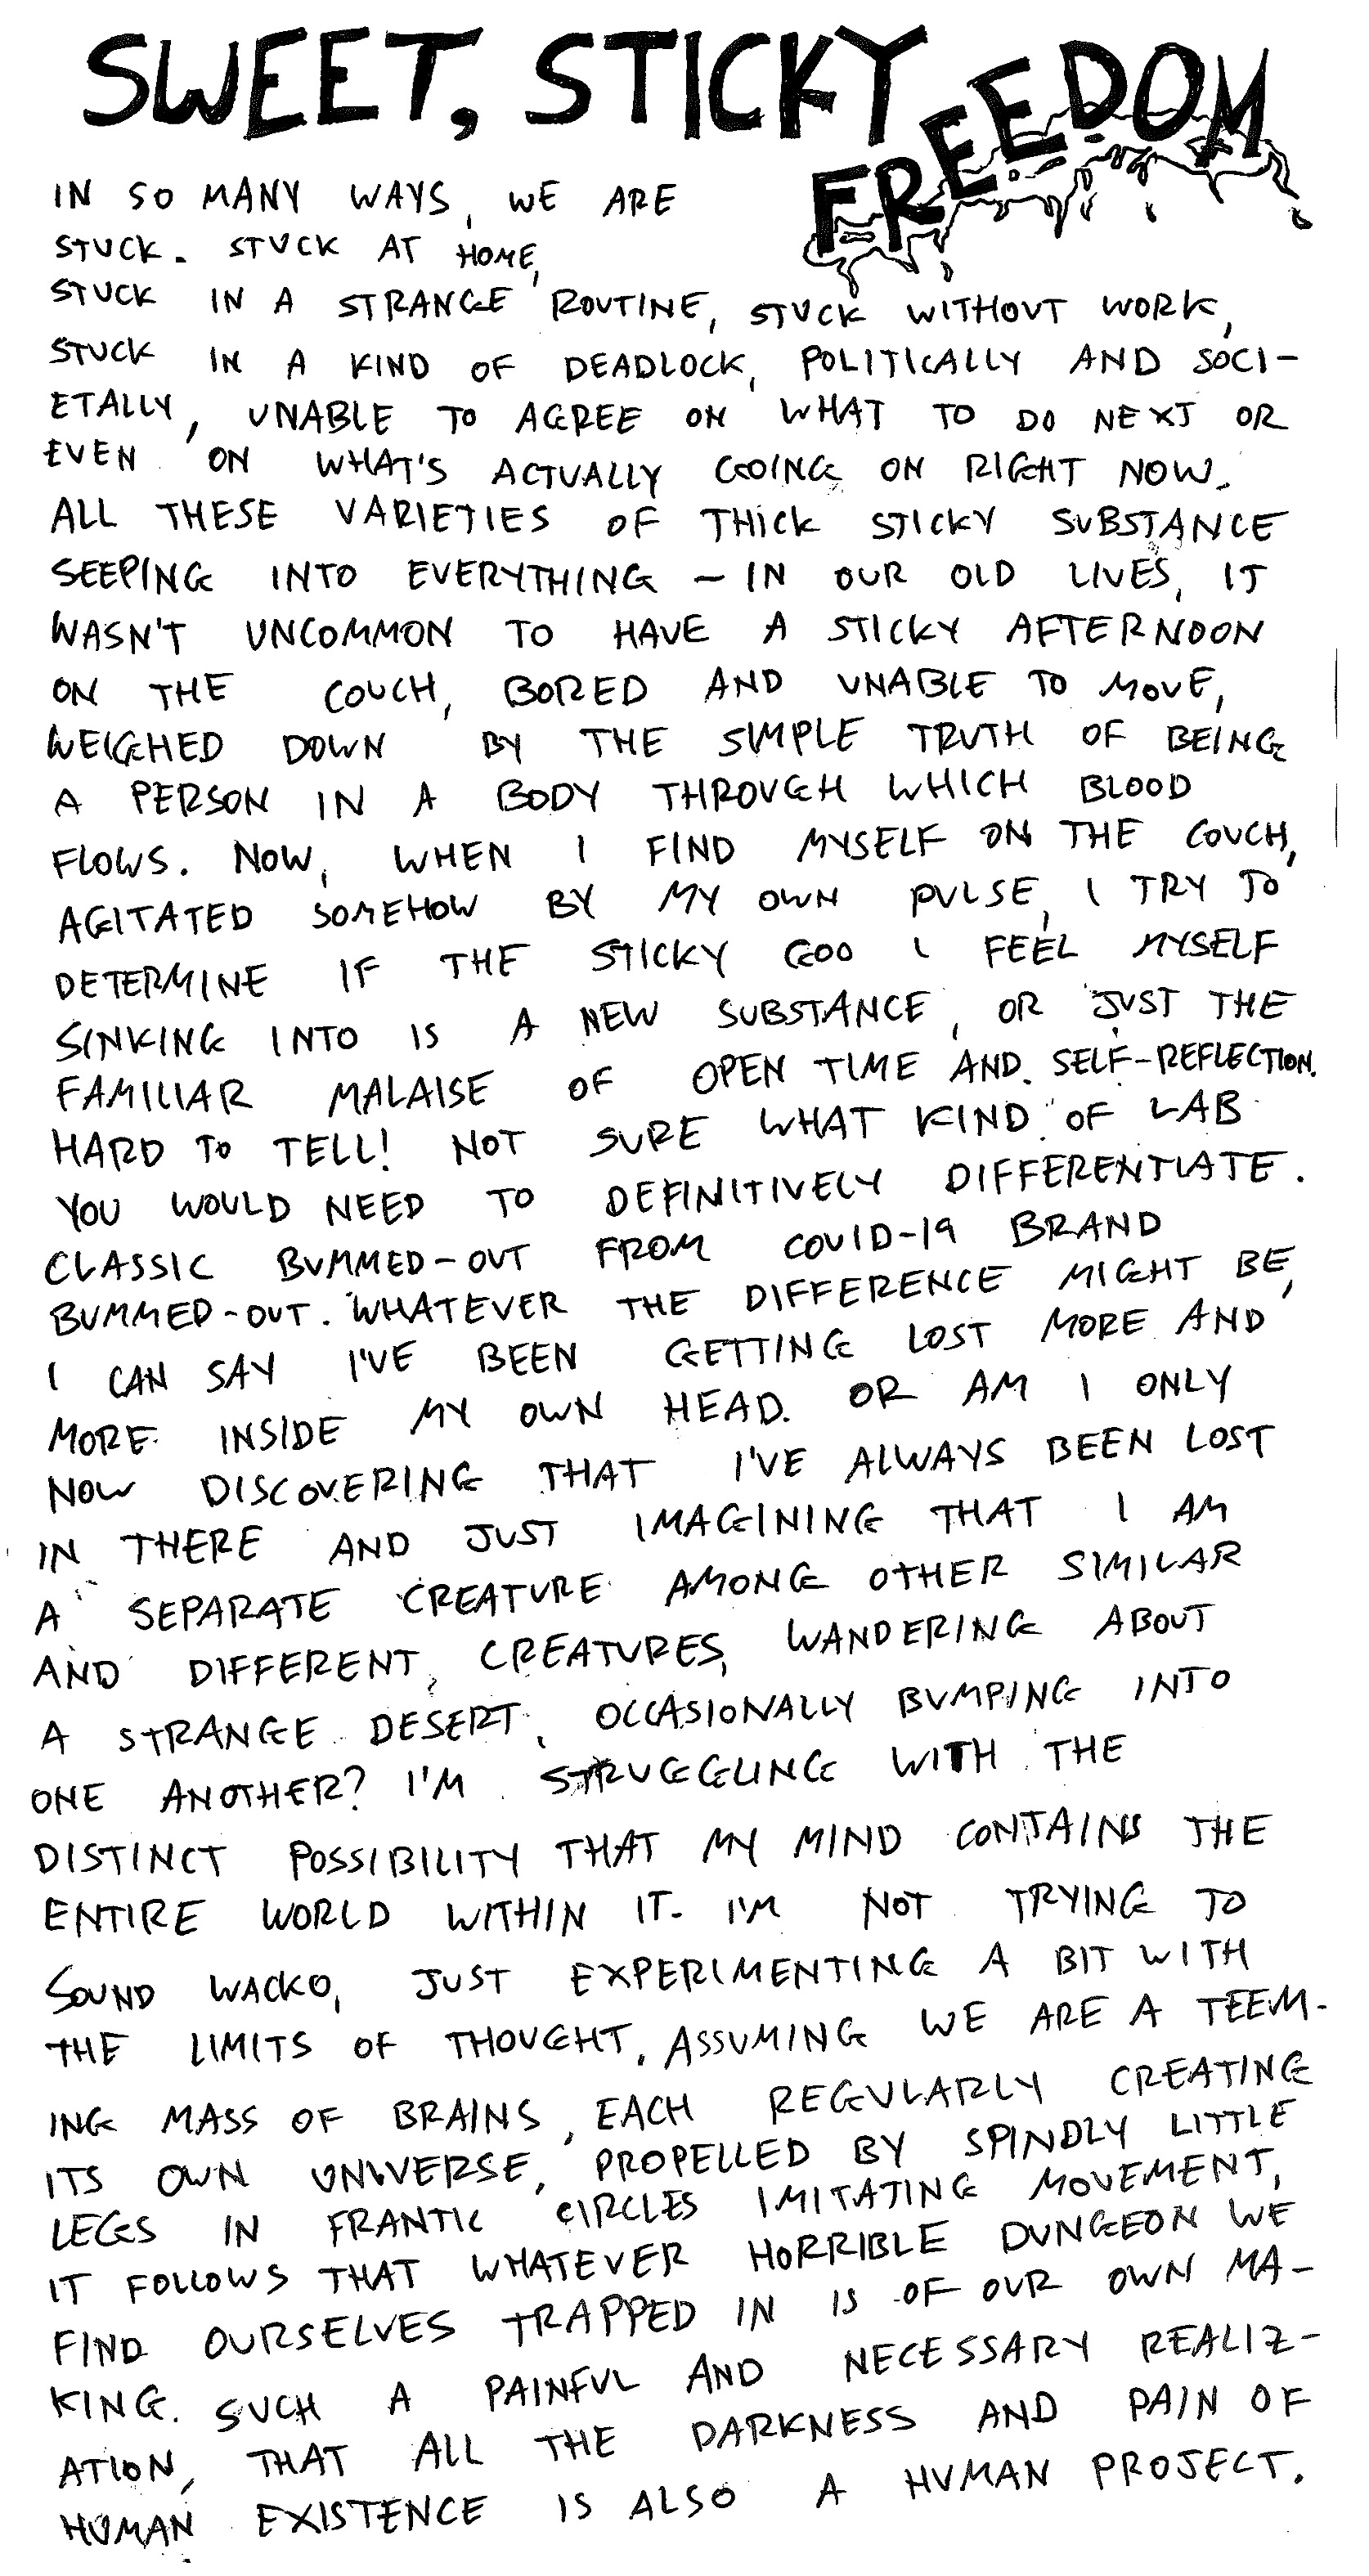 SWEET, STICKY FREEDOM
IN SO MANY WAYS, WE ARE
STUCK. STUCK AT HOME,
STUCK IN A STRANGE ROUTINE, STUCK WITHOUT WORK,
STUCK IN A KIND OF DEADLOCK, POLITICALLY AND SOCI-
ETALLY, UNABLE TO AGREE ON WHAT TO DO NEXT OR
EVEN ON WHAT'S ACTUALLY GOING ON RIGHT NOW.
ALL THESE VARIETIES OF THICK STICKY SUBSTANCE
SEEPING INTO EVERYTHING – IN OUR OLD LIVES, IT
WASN'T UNCOMMON TO HAVE A STICKY AFTERNOON
ON THE COUCH, BORED AND UNABLE TO MOVE,
WEIGHED DOWN BY THE SIMPLE TRUTH OF BEING
A PERSON IN A BODY THROUGH WHICH BLOOD
FLOWS. NOW, WHEN I FIND MYSELF ON THE COUCH,
AGITATED SOMEHOW BY MY OWN PULSE, I TRY TO
DETERMINE IF THE STICKY GOO I FEEL MYSELF
SINKING INTO IS A NEW SUBSTANCE, OR JUST THE
FAMILIAR MALAISE OF OPEN TIME AND SELF-REFLECTION.
HARD TO TELL! NOT SURE WHAT KIND OF LAB
YOU WOULD NEED TO DEFINITIVELY DIFFERENTIATE.
CLASSIC BUMMED-OUT FROM COVID-19 BRAND
BUMMED-OUT. WHATEVER THE DIFFERENCE MIGHT BE,
I CAN SAY I'VE BEEN GETTING LOST MORE AND
MORE INSIDE MY OWN HEAD. OR AM I ONLY
NOW DISCOVERING THAT I'VE ALWAYS BEEN LOST
IN THERE AND JUST IMAGINING THAT I AM
A SEPARATE CREATURE AMONG OTHER SIMILAR
AND DIFFERENT CREATURES, WANDERING ABOUT
A STRANGE DESERT, OCCASIONALLY BUMPING INTO
ONE ANOTHER? I'M STRUGGLING WITH THE
DISTINCT POSSIBILITY THAT MY MIND CONTAINS THE
ENTIRE WORLD WITHIN IT. I'M NOT TRYING TO
SOUND WACKO, JUST EXPERIMENTING A BIT WITH
THE LIMITS OF THOUGHT. ASSUMING WE ARE A TEEM-
ING MASS OF BRAINS, EACH REGULARLY CREATING
ITS OWN UNIVERSE, PROPELLED BY SPINDLY LITTLE
LEGS IN FRANTIC CIRCLES IMITATING MOVEMENT,
IT FOLLOWS THAT WHATEVER HORRIBLE DUNGEON WE
FIND OURSELVES TRAPPED IN IS OF OUR OWN MA-
KING. SUCH A PAINFUL AND NECESSARY REALIZ-
ATION, THAT ALL THE DARKNESS AND PAIN OF
HUMAN EXISTENCE IS ALSO A HUMAN PROJECT.